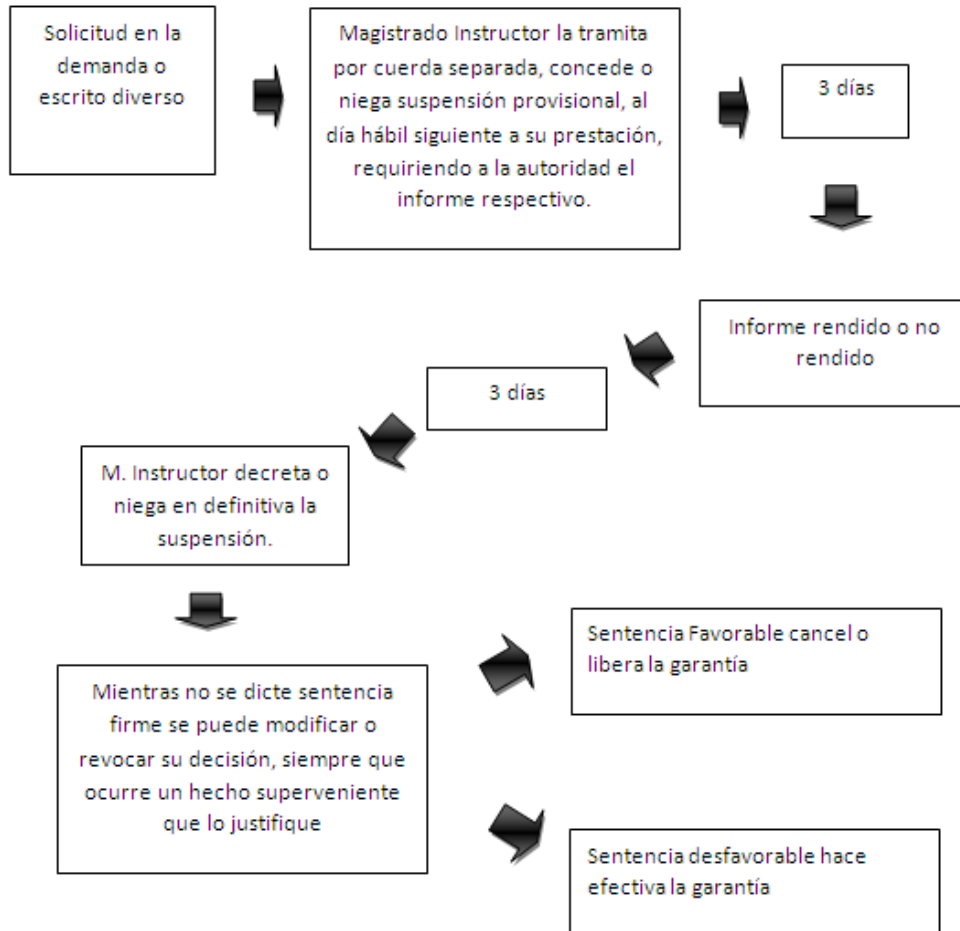 Solicitud en la
demanda o
escrito diverso
Magistrado Instructor la tramita
por cuerda separada, concede o
niega suspensión provisional, al
día hábil siguiente a su prestación,
requiriendo a la autoridad el
informe respectivo.
3 días
Informe rendido o no
rendido
3 días
M. Instructor decreta o
niega en definitiva la
suspensión.
Mientras no se dicte sentencia
firme se puede modificar o
revocar su decisión, siempre que
ocurre un hecho superveniente
que lo justifique
Sentencia Favorable cancel o
libera la garantía
Sentencia desfavorable hace
efectiva la garantía